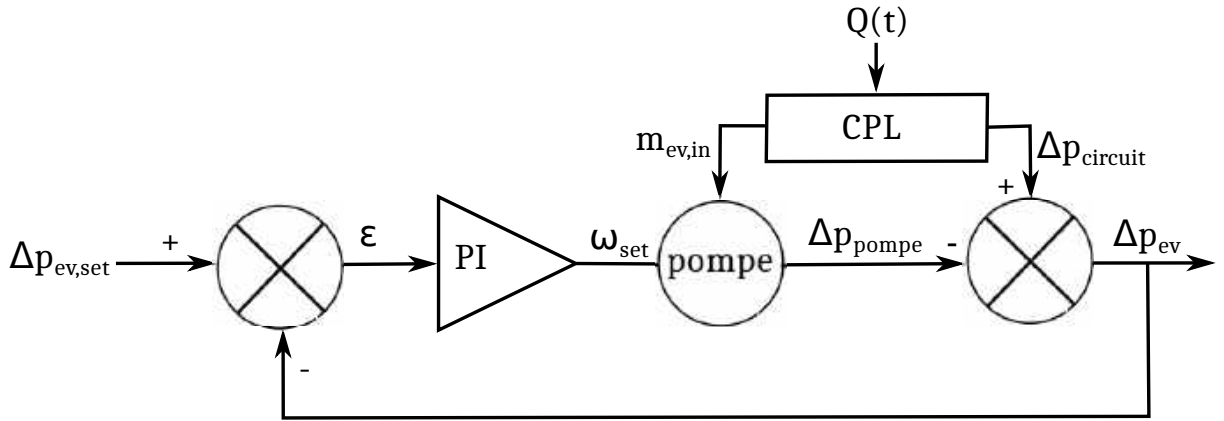 Q(t)
CPL
m_ev,in
Δp_circuit
+
Δp_ev,set
+
ε
PI
ω_set
pompe
Δp_pompe
-
Δp_ev
-